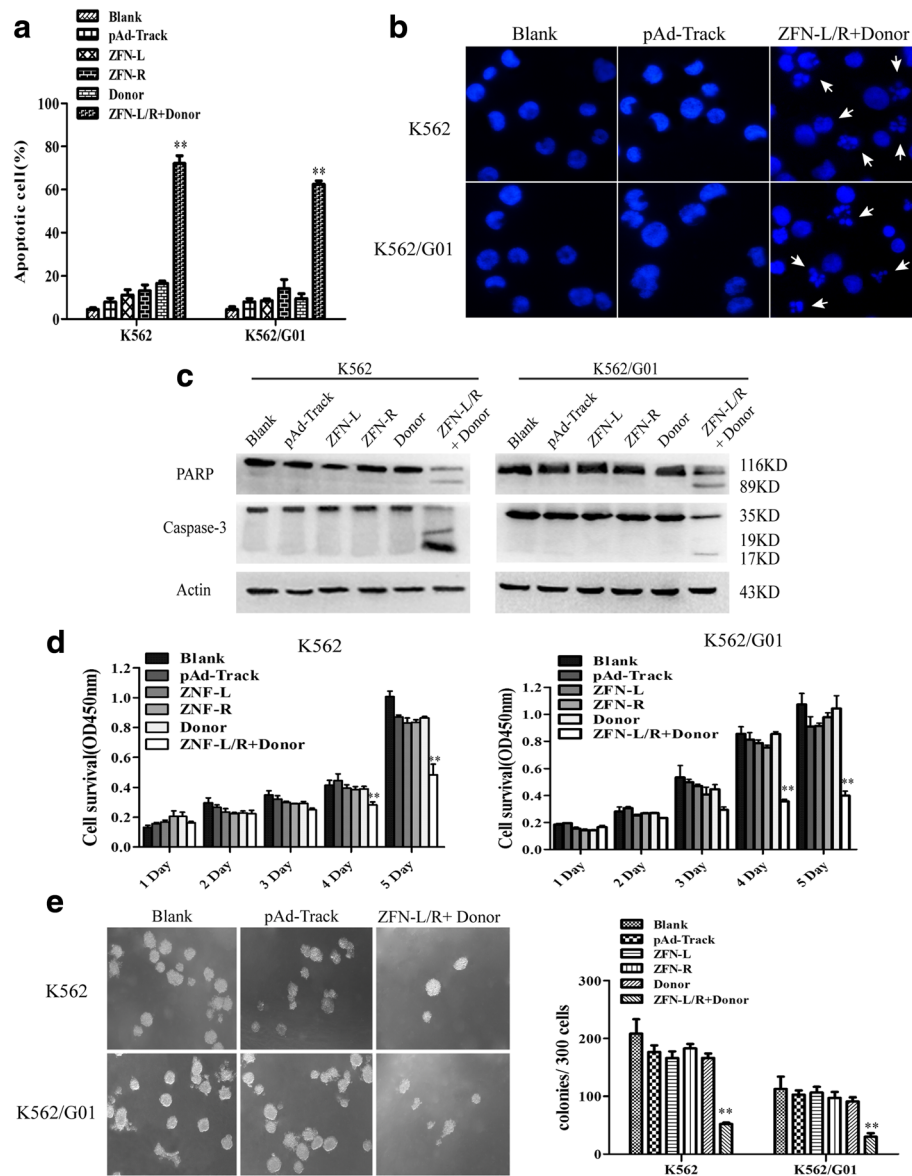 a
Blank
pAd-Track
ZFN-L
ZFN-R
Donor
ZFN-L/R+Donor
Apoptotic cell(%)
100
80
60
40
20
0
**
**
K562
K562/G01
b
Blank
pAd-Track
ZFN-L/R+Donor
K562
K562/G01
c
K562
K562/G01
Blank
pAd-Track
ZFN-L
ZFN-R
Donor
ZFN-L/R
+ Donor
Blank
pAd-Track
ZFN-L
ZFN-R
Donor
ZFN-L/R
+ Donor
PARP
116KD
89KD
Caspase-3
35KD
19KD
17KD
Actin
43KD
d
K562
Blank
pAd-Track
ZNF-L
ZNF-R
Donor
ZNF-L/R+Donor
Cell survival(OD450nm)
1.2
1.0
0.8
0.6
0.4
0.2
0.0
**
**
1 Day
2 Day
3 Day
4 Day
5 Day
K562/G01
Blank
pAd-Track
ZFN-L
ZFN-R
Donor
ZFN-L/R+Donor
Cell survival(OD450nm)
1.2
1.0
0.8
0.6
0.4
0.2
0.0
**
**
1 Day
2 Day
3 Day
4 Day
5 Day
e
Blank
pAd-Track
ZFN-L/R+ Donor
K562
K562/G01
Blank
pAd-Track
ZFN-L
ZFN-R
Donor
ZFN-L/R+Donor
colonies/ 300 cells
300
200
100
0
**
**
K562
K562/G01